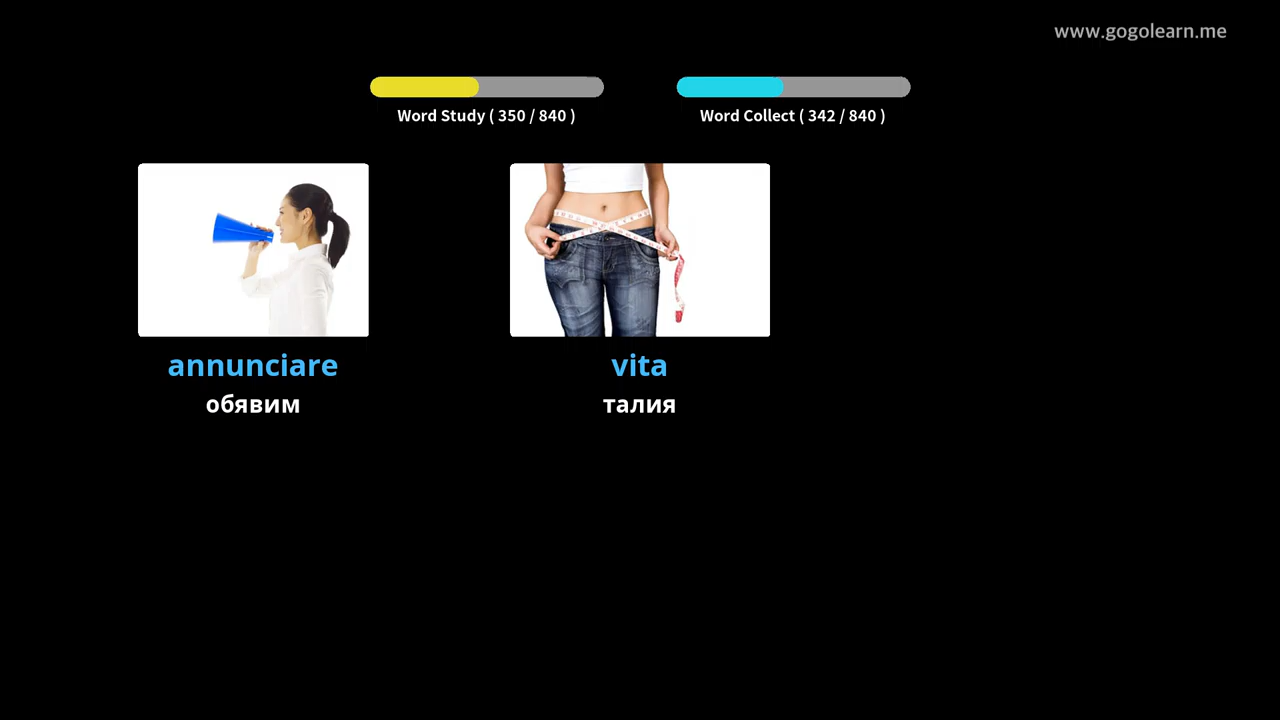 www.gogolearn.me
Word Study ( 350 / 840 )
Word Collect ( 342 / 840 )
annunciare
обявим
vita
талия